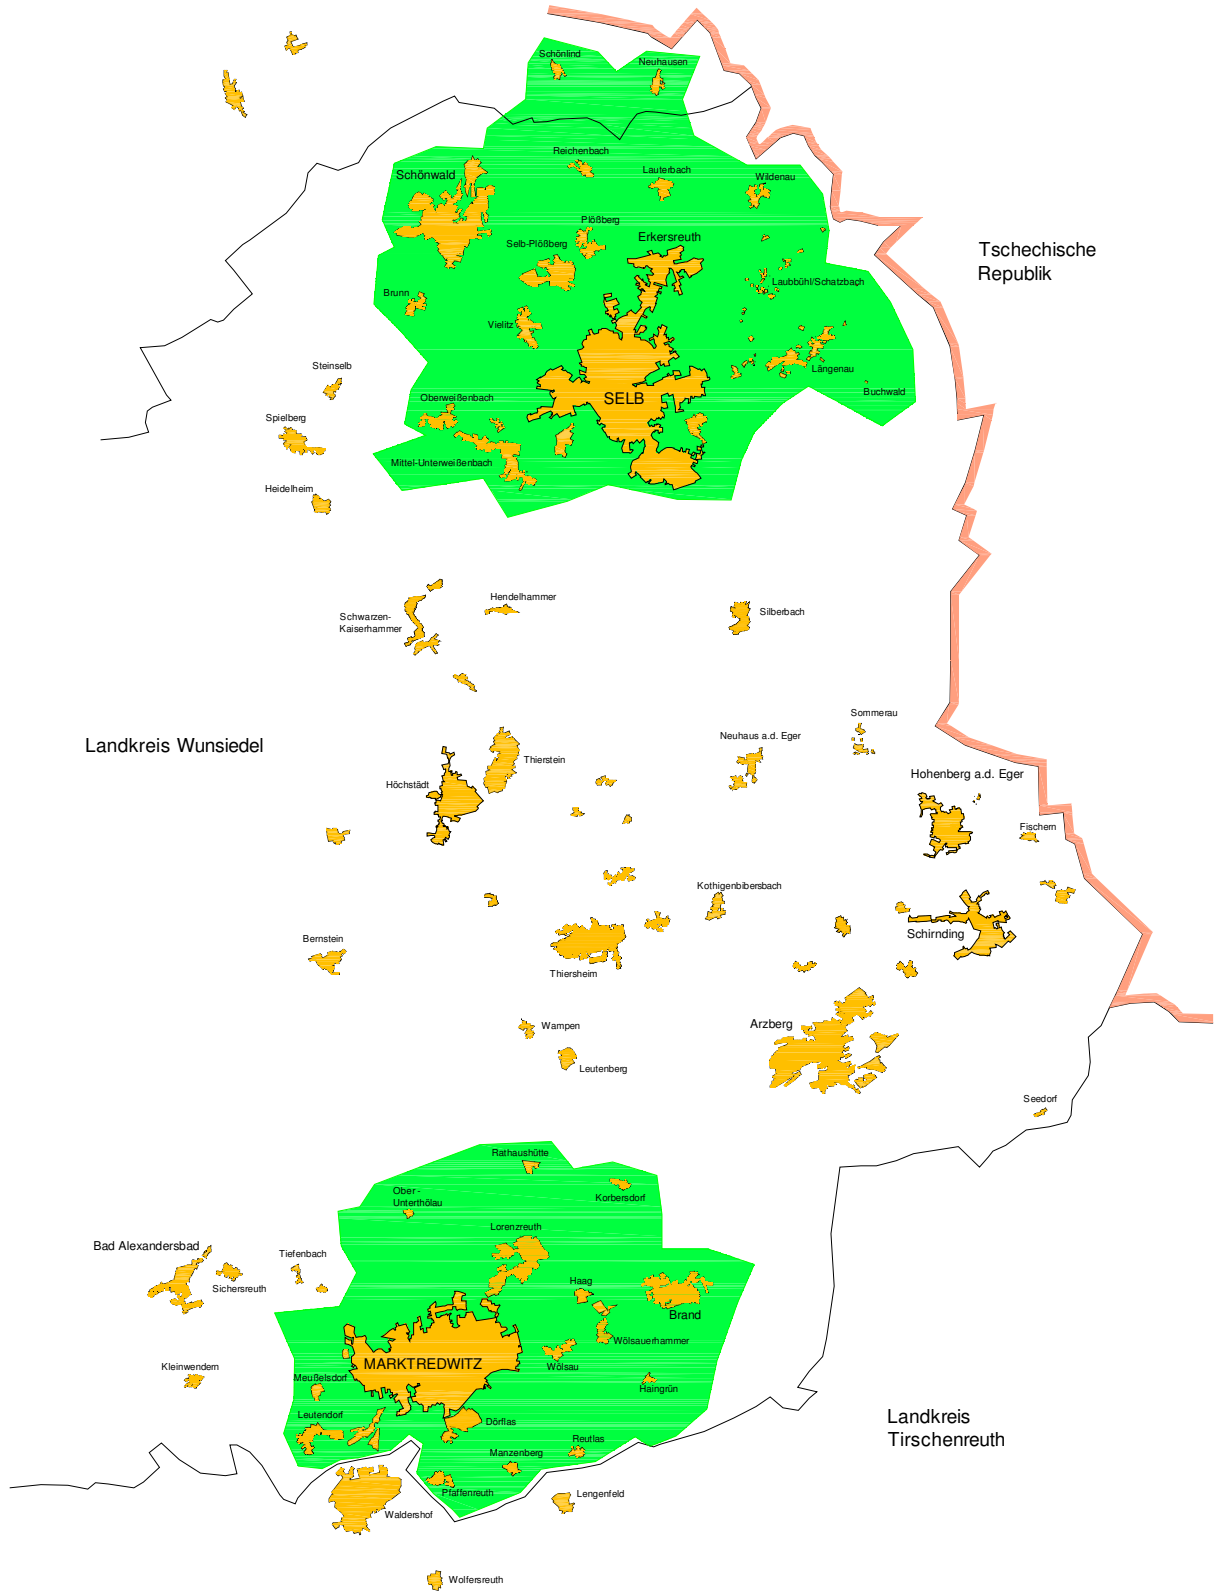 Schönlind
Neuhausen
Reichenbach
Schönwald
Lauterbach
Wildenau
Plößberg
Selb-Plößberg
Erkersreuth
Tschechische
Republik
Laubbühl/Schatzbach
Brunn
Vielitz
Steinselb
Längenau
Buchwald
Oberweißenbach
SELB
Spielberg
Mittel-Unterweißenbach
Heidelheim
Hendelhammer
Schwarzen-
Kaiserhammer
Silberbach
Sommerau
Neuhaus a.d. Eger
Landkreis Wunsiedel
Thierstein
Höchstädt
Hohenberg a.d. Eger
Fischern
Kothigenbibersbach
Schirnding
Bernstein
Thiersheim
Wampen
Arzberg
Leutenberg
Seedorf
Rathaushütte
Ober -
Unterthölau
Korbersdorf
Lorenzreuth
Bad Alexandersbad
Tiefenbach
Sichersreuth
Haag
Brand
Wölsauerhammer
MARKTREDWITZ
Wölsau
Kleinwendern
Meußelsdorf
Haingrün
Leutendorf
Dörflas
Landkreis
Tirschenreuth
Reutlas
Manzenberg
Pfaffenreuth
Lengenfeld
Waldershof
Wolfersreuth